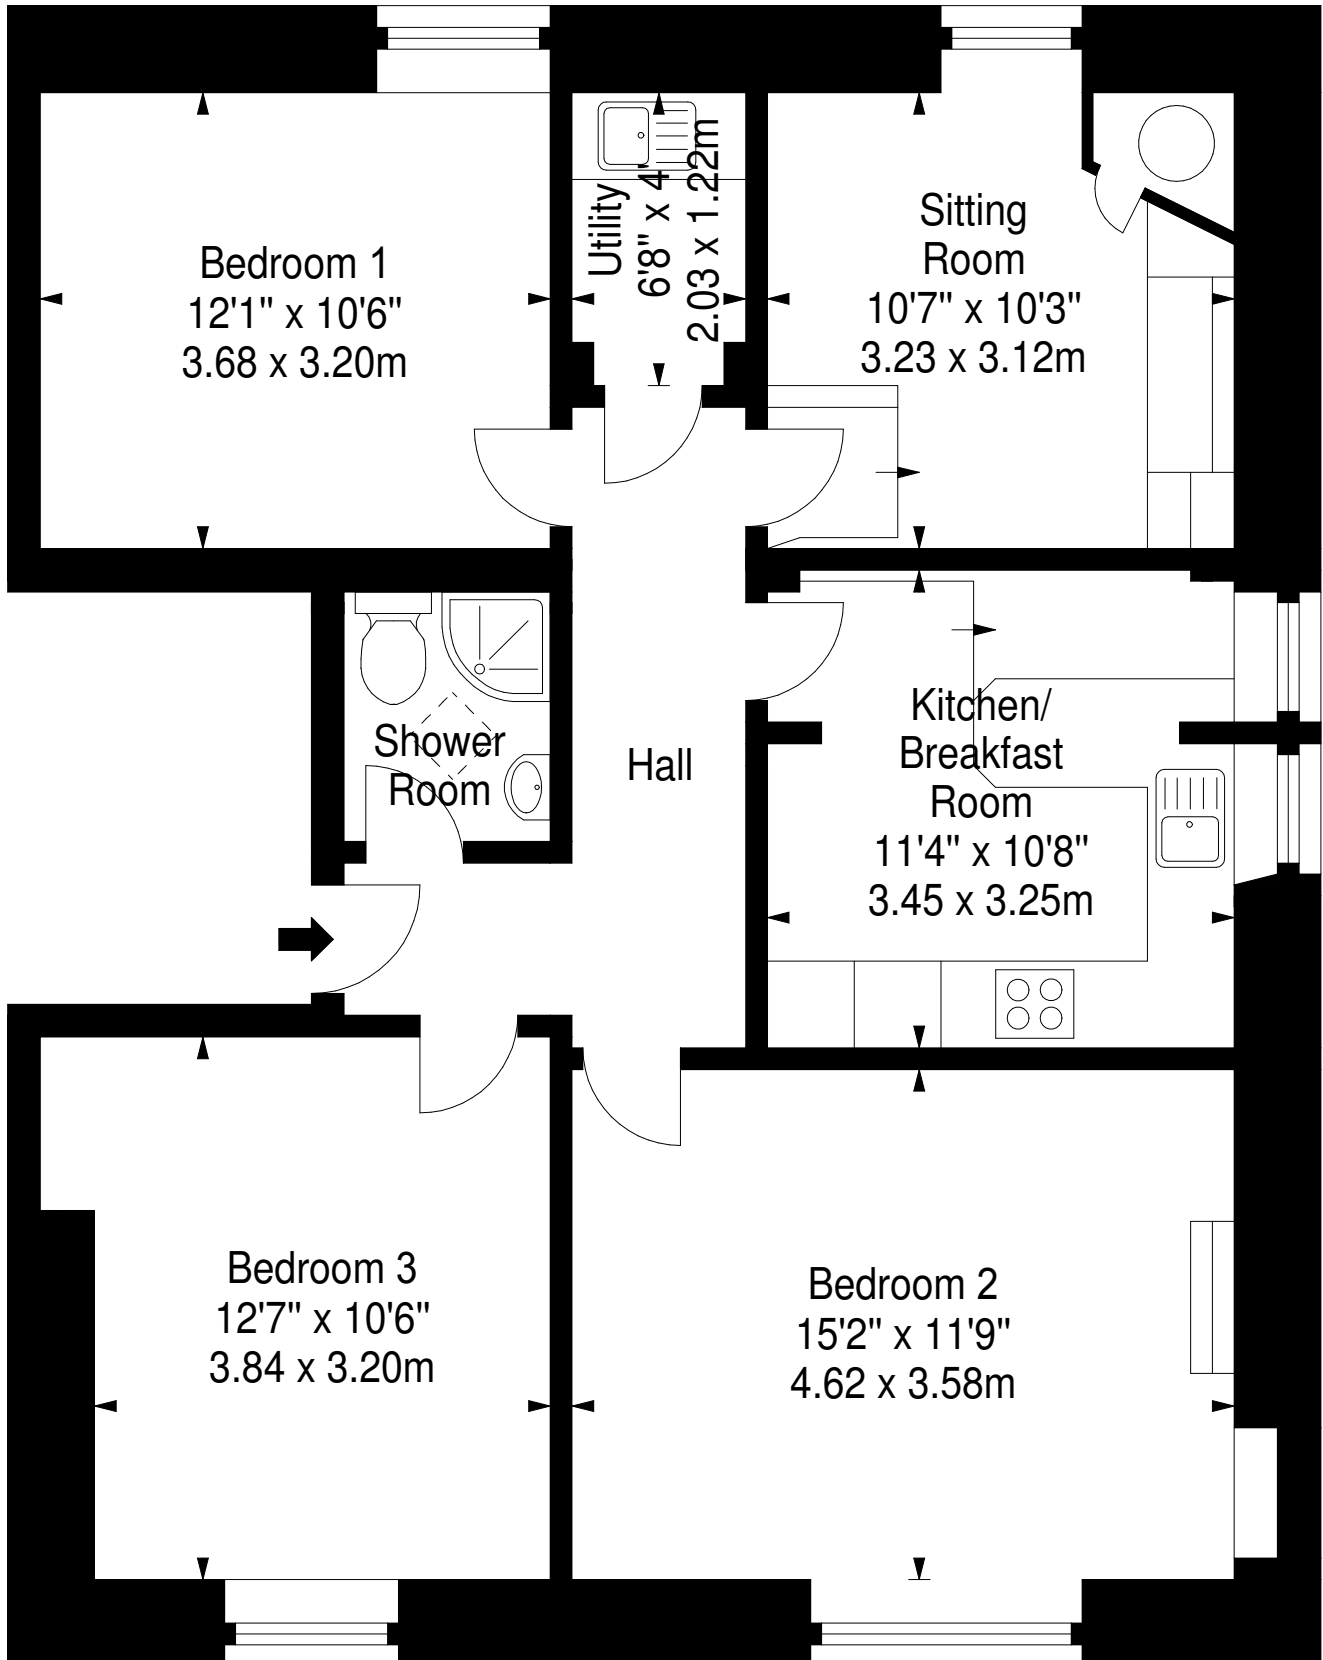 Bedroom 1
12'1" x 10'6"
3.68 x 3.20m
Utility
6'8" x 4'
2.03 x 1.22m
Sitting
Room
10'7" x 10'3"
3.23 x 3.12m
Shower
Room
Hall
Kitchen/
Breakfast
Room
11'4" x 10'8"
3.45 x 3.25m
Bedroom 3
12'7" x 10'6"
3.84 x 3.20m
Bedroom 2
15'2" x 11'9"
4.62 x 3.58m